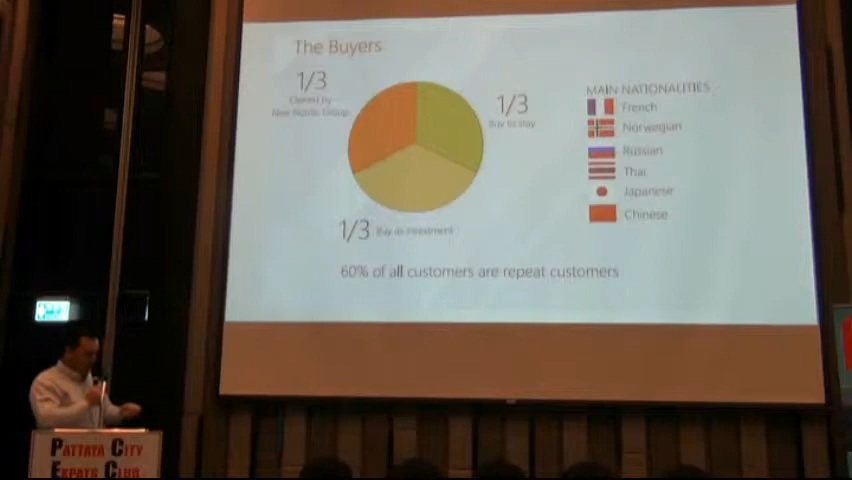 The Buyers
1/3
Owned by
New Nordic Group
1/3
Buy to stay
1/3 Buy as investment
MAIN NATIONALITIES
French
Norwegian
Russian
Thai
Japanese
Chinese
60% of all customers are repeat customers
PATTAYA CITY
EXPATS CLUB